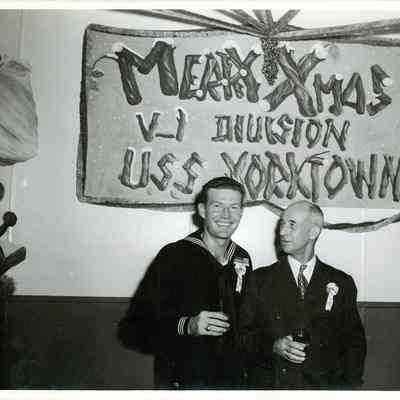 MERRY XMAS
V-1 DIVISION
USS YORKTOWN